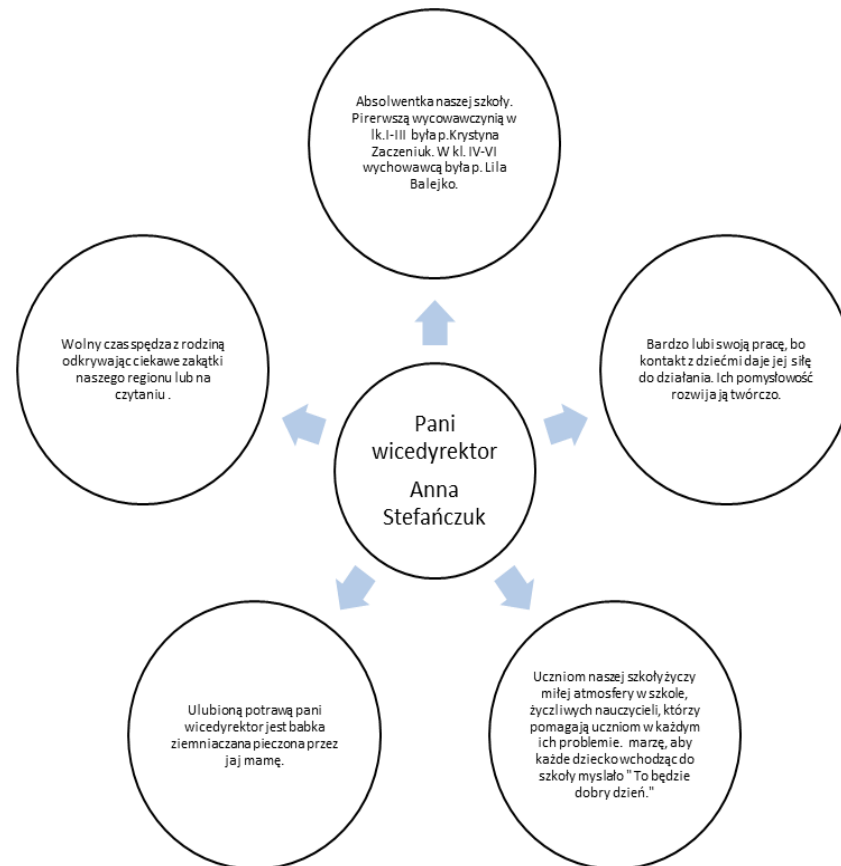 Absolwentka naszej szkoły.
Pirerwszą wycowawczynią w
lk.I-III była p.Krystyna
Zaczeniuk. W kl. IV-VI
wychowawcą była p. Lila
Balejko.
Wolny czas spędza z rodziną
odkrywając ciekawe zakątki
naszego regionu lub na
czytaniu .
Bardzo lubi swoją pracę, bo
kontakt z dziećmi daje jej siłę
do działania. Ich pomysłowość
rozwija ją twórczo.
Pani
wicedyrektor
Anna
Stefańczuk
Ulubioną potrawą pani
wicedyrektor jest babka
ziemniaczana pieczona przez
jaj mamę.
Uczniom naszej szkoły życzy
miłej atmosfery w szkole,
życzliwych nauczycieli, którzy
pomagają uczniom w każdym
ich problemie. marzę, aby
każde dziecko wchodząc do
szkoły myslało " To będzie
dobry dzień."